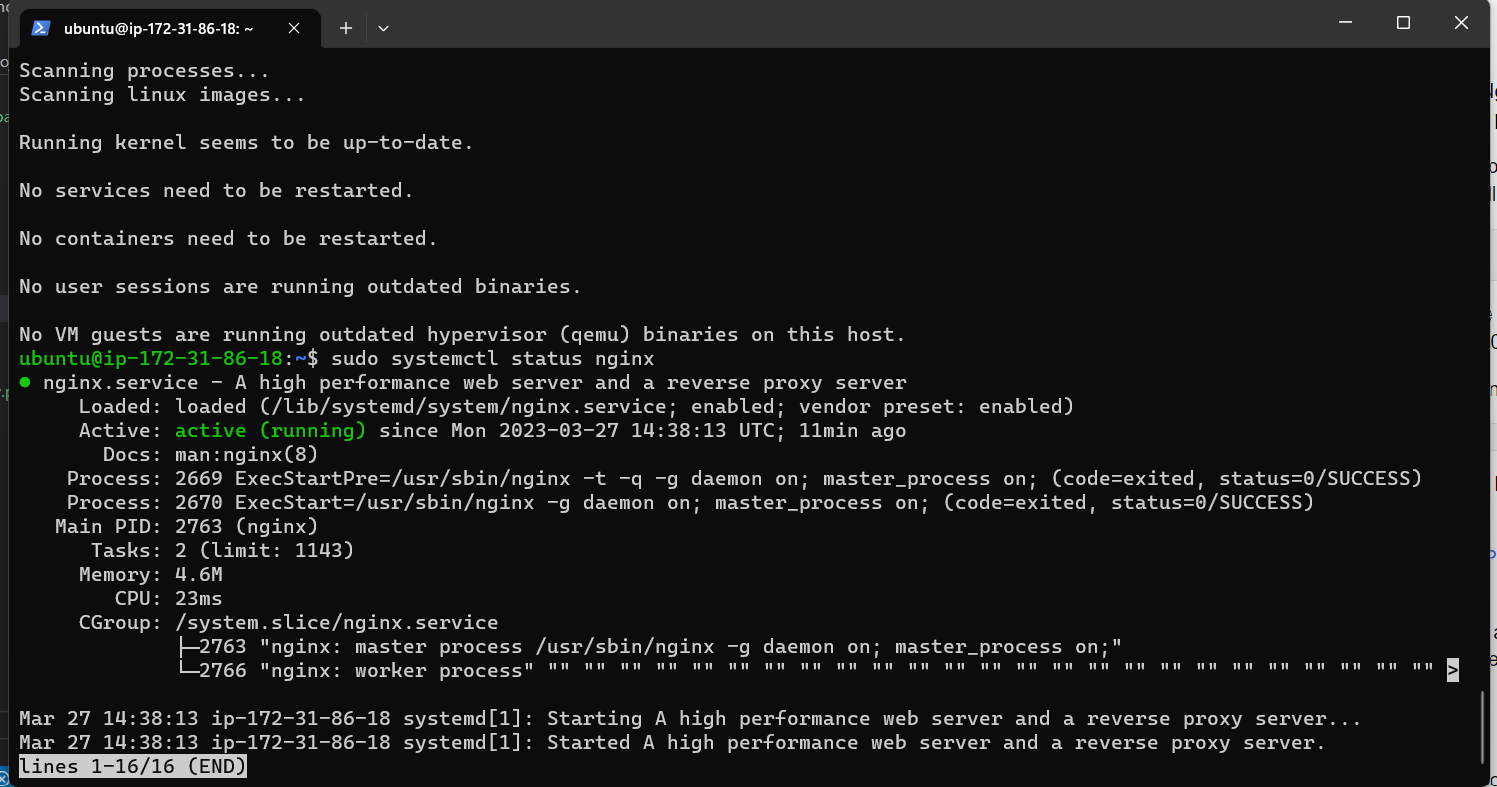 ubuntu@ip-172-31-86-18: ~
Scanning processes...
Scanning linux images...
Running kernel seems to be up-to-date.
No services need to be restarted.
No containers need to be restarted.
No user sessions are running outdated binaries.
No VM guests are running outdated hypervisor (qemu) binaries on this host.
ubuntu@ip-172-31-86-18:~$ sudo systemctl status nginx
● nginx.service - A high performance web server and a reverse proxy server
Loaded: loaded (/lib/systemd/system/nginx.service; enabled; vendor preset: enabled)
Active: active (running) since Mon 2023-03-27 14:38:13 UTC; 11min ago
Docs: man:nginx(8)
Process: 2669 ExecStartPre=/usr/sbin/nginx -t -q -g daemon on; master_process on; (code=exited, status=0/SUCCESS)
Process: 2670 ExecStart=/usr/sbin/nginx -g daemon on; master_process on; (code=exited, status=0/SUCCESS)
Main PID: 2763 (nginx)
Tasks: 2 (limit: 1143)
Memory: 4.6M
CPU: 23ms
CGroup: /system.slice/nginx.service
├─2763 "nginx: master process /usr/sbin/nginx -g daemon on; master_process on;"
└─2766 "nginx: worker process" "" "" "" "" "" "" "" "" "" "" "" "" "" "" "" "" "" "" "" "" "" "" "" "" "" >
Mar 27 14:38:13 ip-172-31-86-18 systemd[1]: Starting A high performance web server and a reverse proxy server...
Mar 27 14:38:13 ip-172-31-86-18 systemd[1]: Started A high performance web server and a reverse proxy server.
lines 1-16/16 (END)